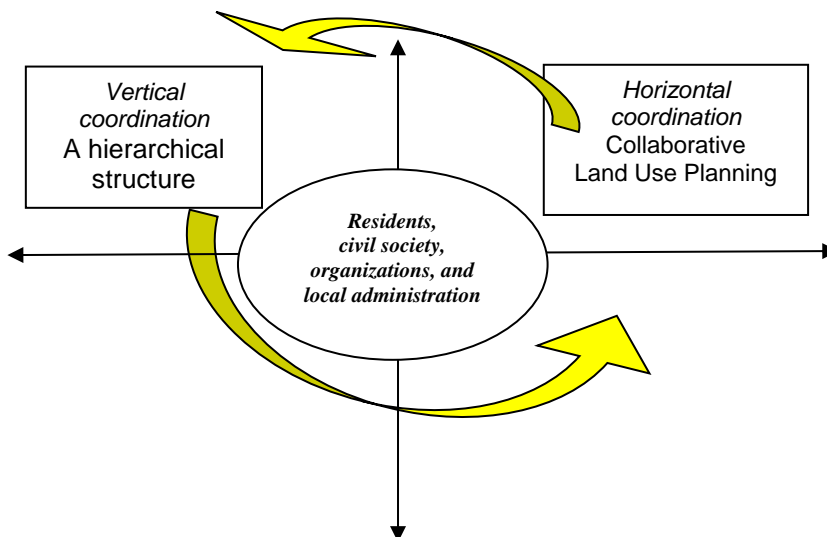 Vertical
coordination
A hierarchical
structure
Horizontal
coordination
Collaborative
Land Use Planning
Residents,
civil society,
organizations, and
local administration